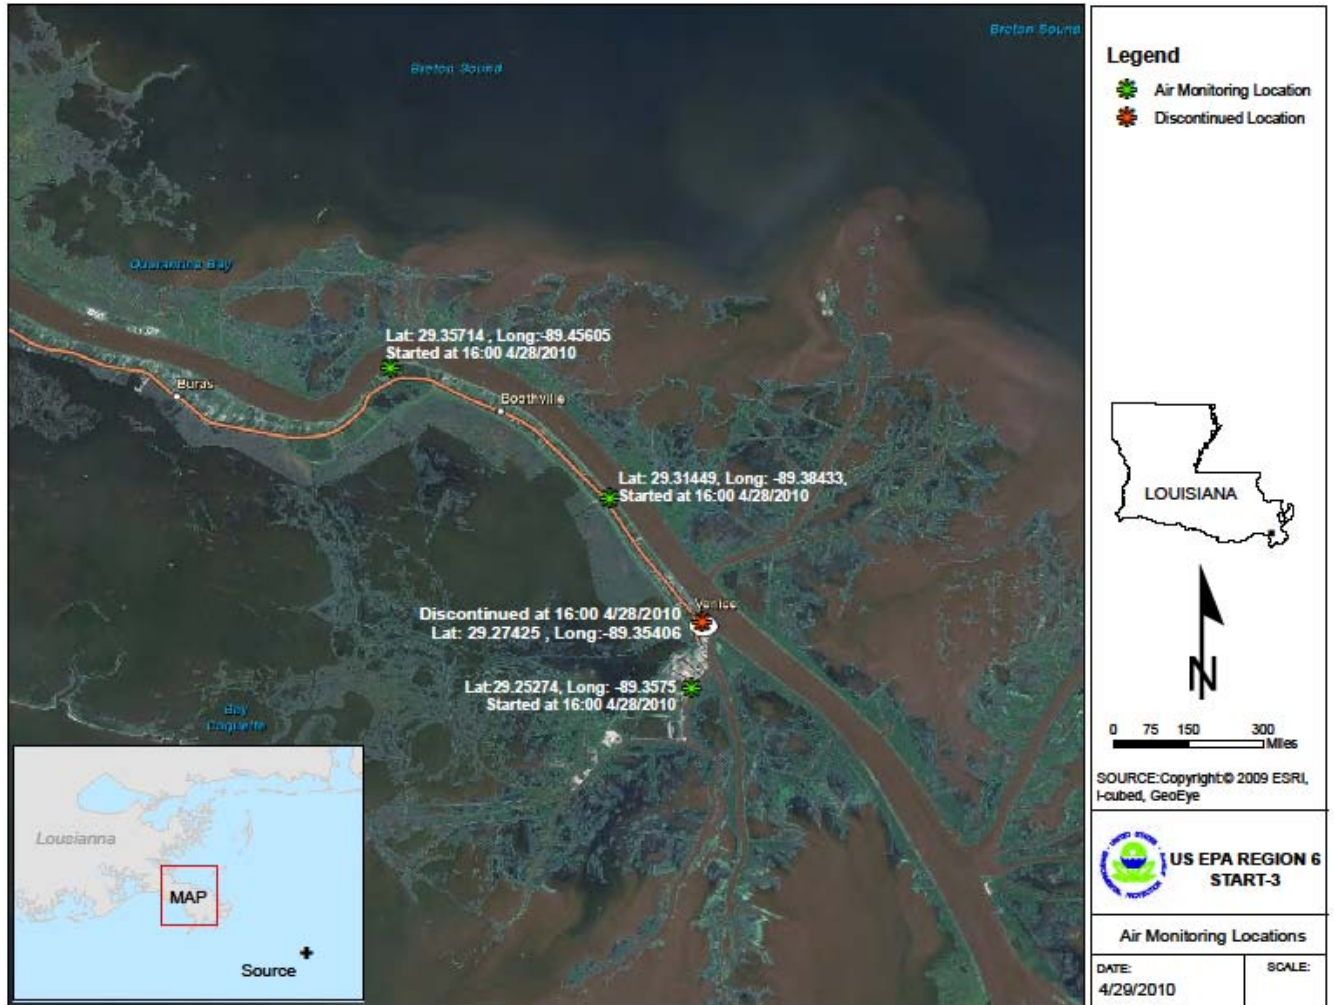 Breton Sound
Breton Sound
Quarantine Bay
Lat: 29.35714 , Long:-89.45605
Started at 16:00 4/28/2010
Buras
Boothville
Lat: 29.31449, Long: -89.38433,
Started at 16:00 4/28/2010
Venice
Discontinued at 16:00 4/28/2010
Lat: 29.27425 , Long:-89.35406
Lat:29.25274, Long: -89.3575
Started at 16:00 4/28/2010
Bay
Coquette
Lousianna
MAP
Source
Legend
Air Monitoring Location
Discontinued Location
LOUISIANA
N
0 75 150 300
Miles
SOURCE:Copyright:© 2009 ESRI,
i-cubed, GeoEye
US EPA REGION 6
START-3
Air Monitoring Locations
DATE:
4/29/2010
SCALE: